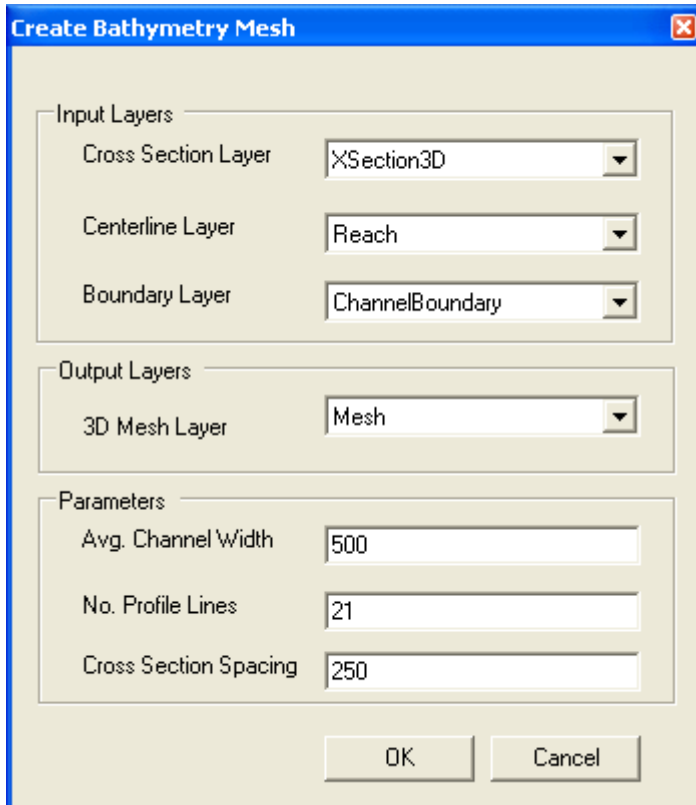 Create Bathymetry Mesh
Input Layers
Cross Section Layer XSection3D
Centerline Layer Reach
Boundary Layer ChannelBoundary
Output Layers
3D Mesh Layer Mesh
Parameters
Avg. Channel Width 500
No. Profile Lines 21
Cross Section Spacing 250
OK Cancel